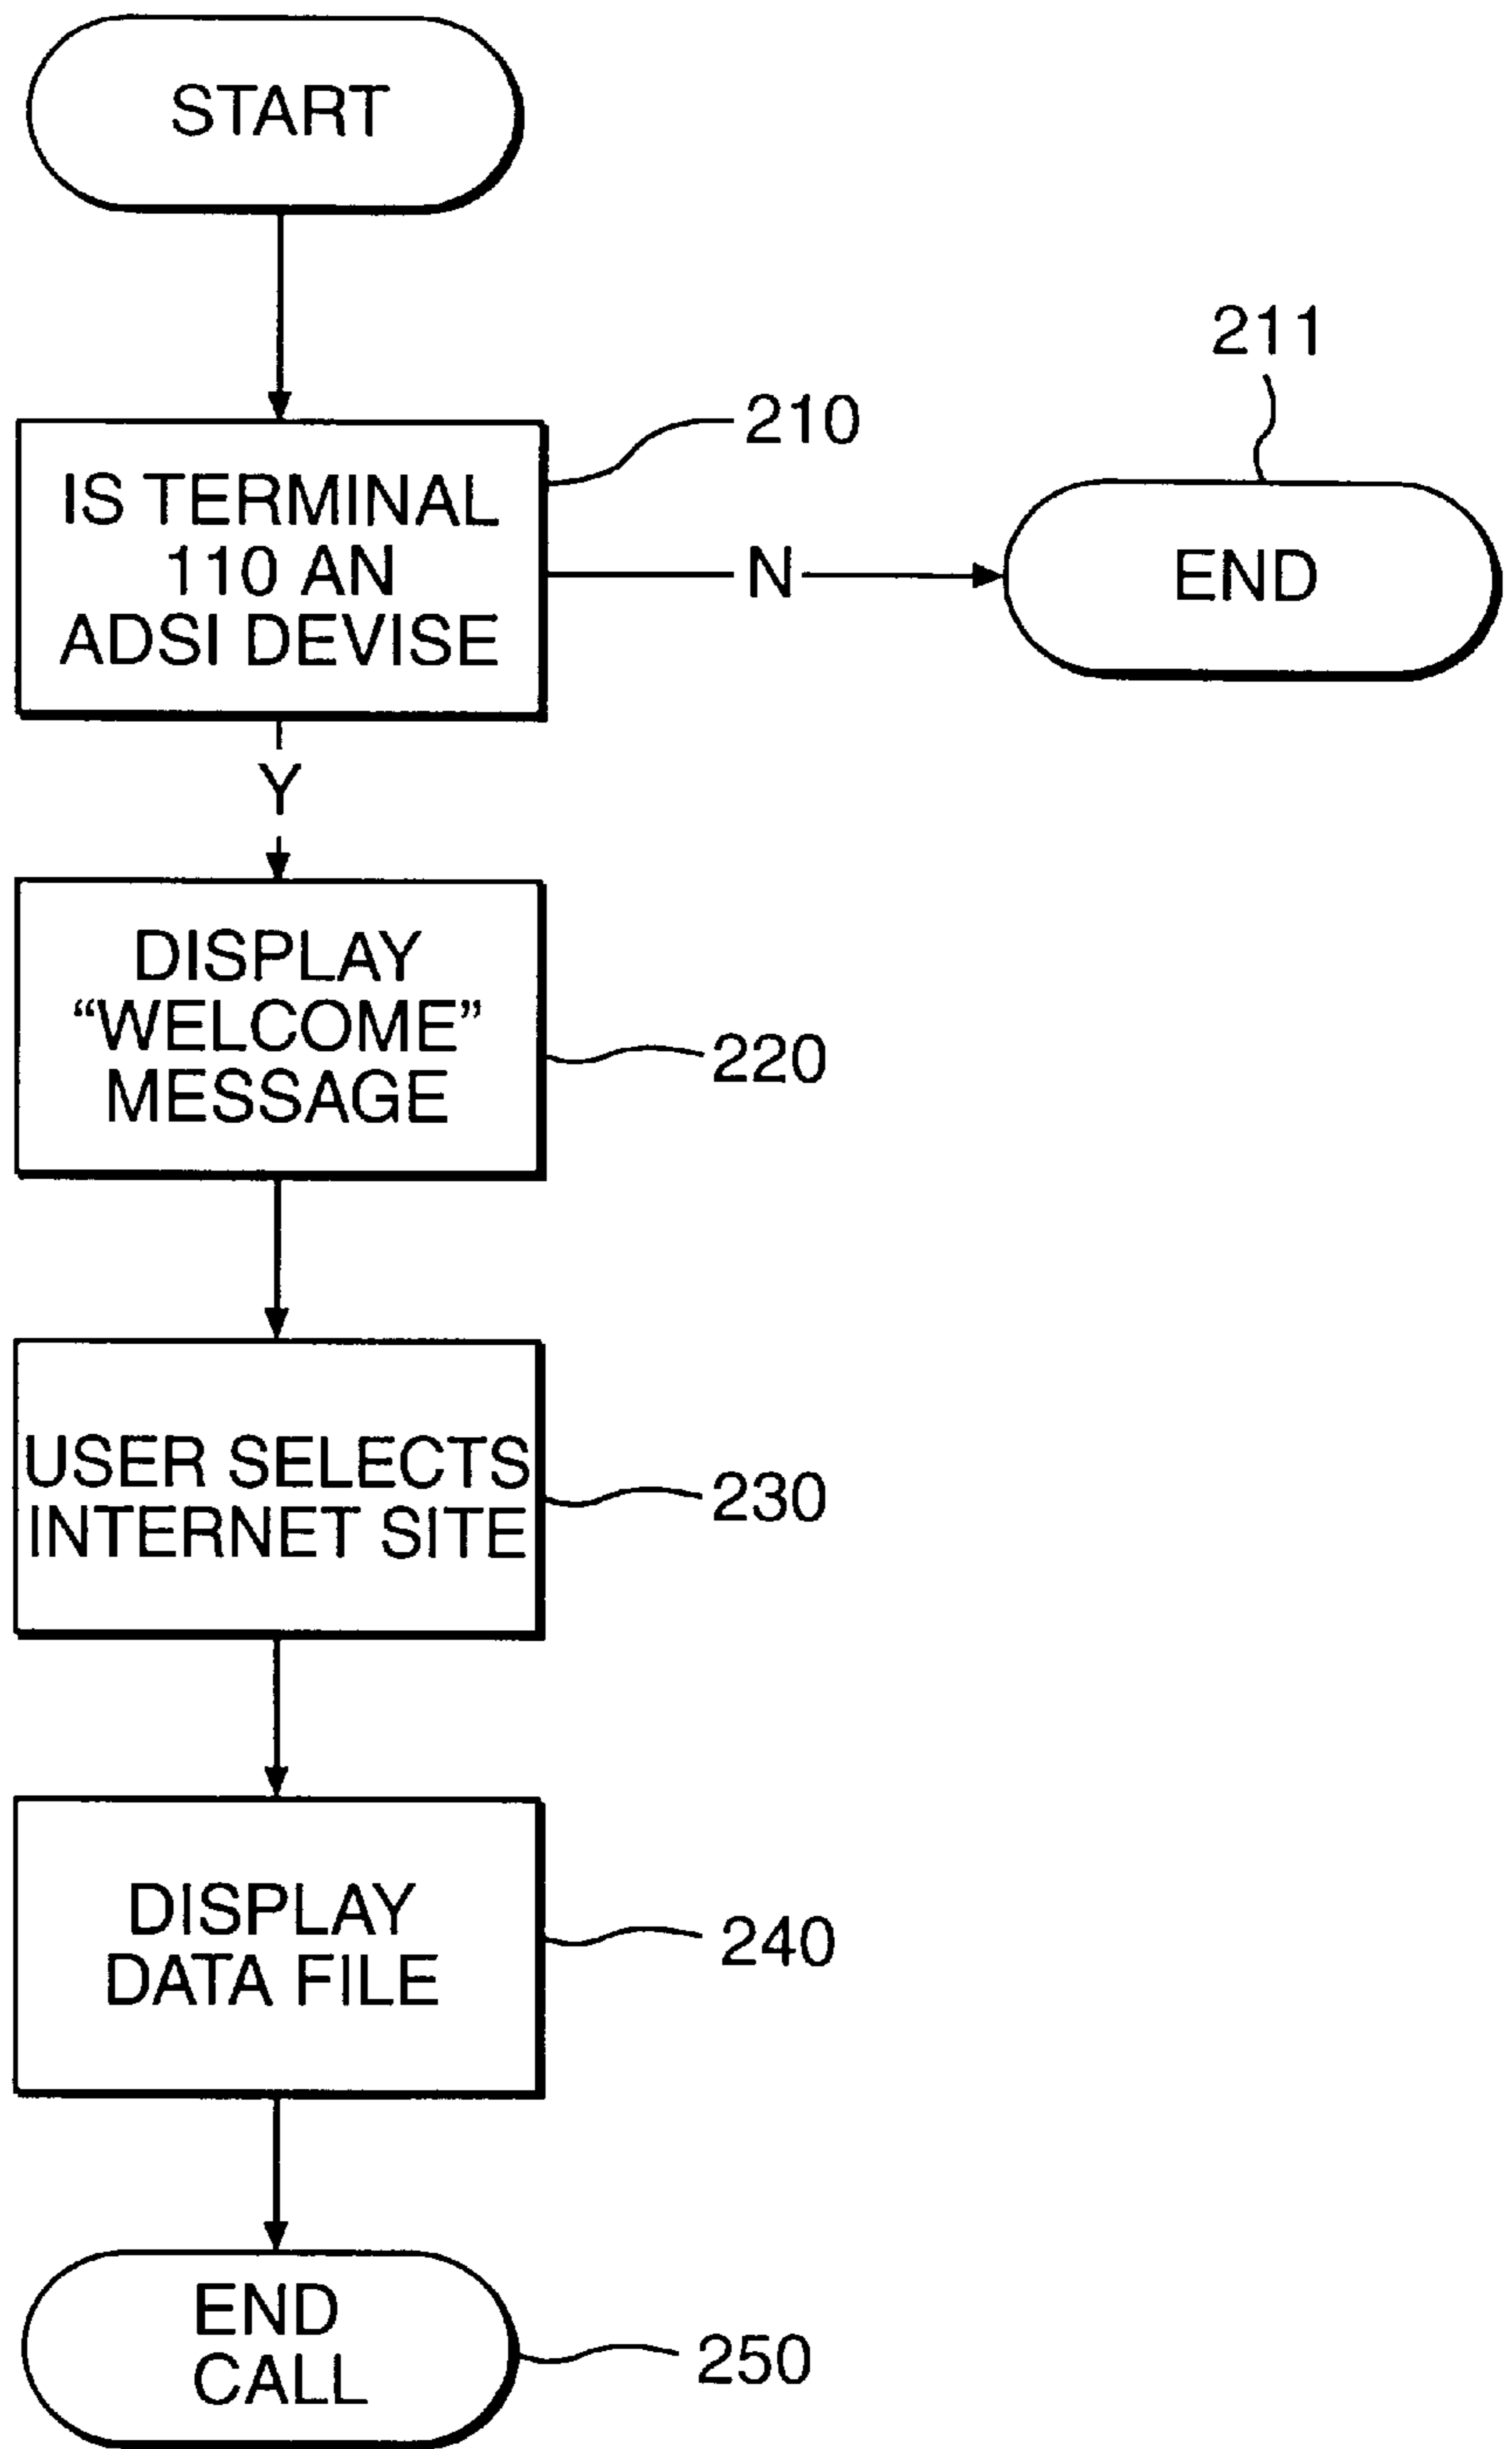 START
211
210
IS TERMINAL
110 AN
ADSI DEVISE
N
END
Y
DISPLAY
“WELCOME”
MESSAGE
220
USER SELECTS
INTERNET SITE
230
DISPLAY
DATA FILE
240
END
CALL
250